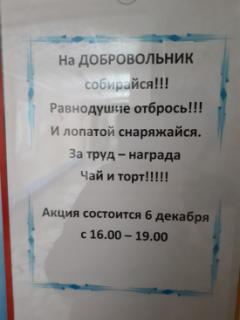 На ДОБРОВОЛЬНИК
собирайся!!!
Равнодушие отбрось!!!
И лопатой снаряжайся.
За труд – награда
Чай и торт!!!!!
Акция состоится 6 декабря
с 16.00 – 19.00